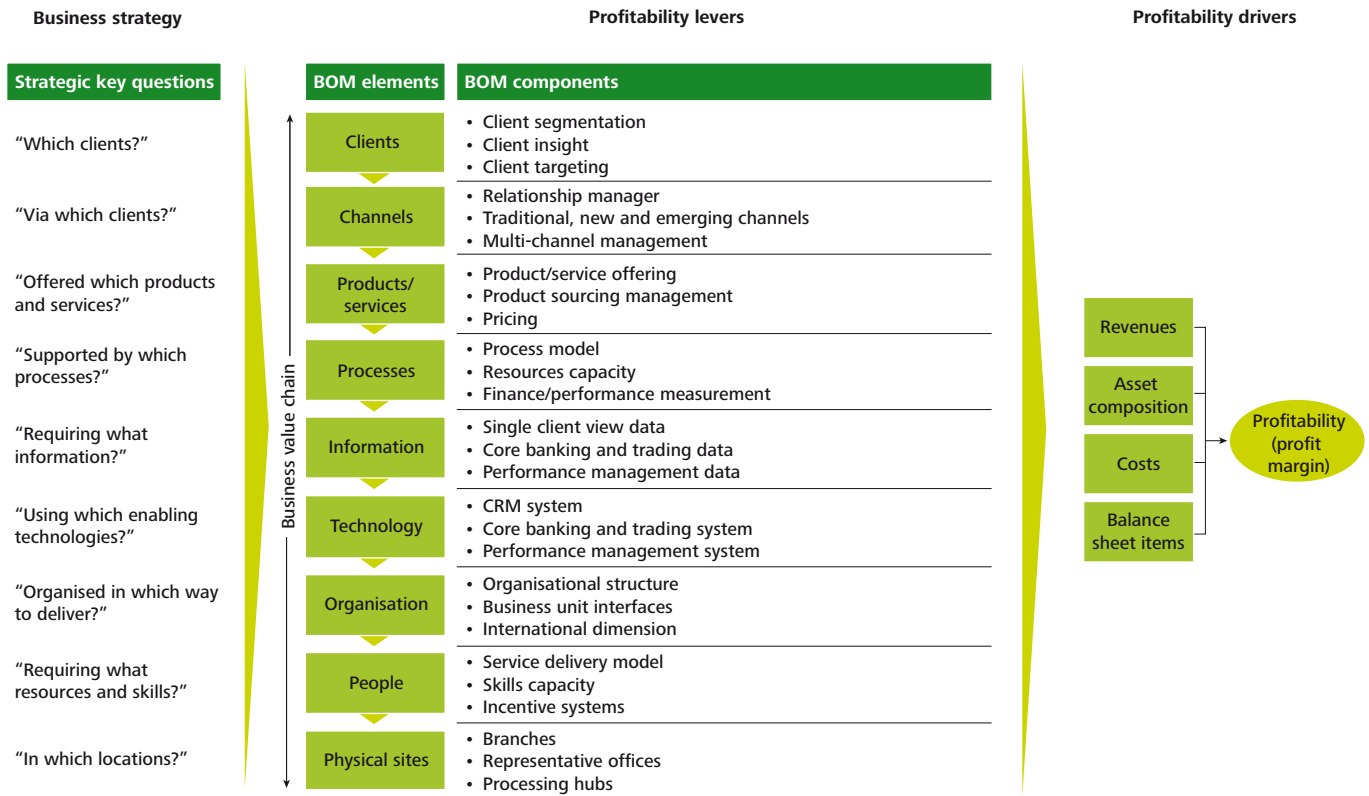 Business strategy
Profitability levers
Profitability drivers
Strategic key questions
BOM elements
BOM components
“Which clients?”
Clients
• Client segmentation
• Client insight
• Client targeting
“Via which clients?”
Channels
• Relationship manager
• Traditional, new and emerging channels
• Multi-channel management
“Offered which products
and services?”
Products/
services
• Product/service offering
• Product sourcing management
• Pricing
“Supported by which
processes?”
Processes
• Process model
• Resources capacity
• Finance/performance measurement
“Requiring what
information?”
Information
• Single client view data
• Core banking and trading data
• Performance management data
“Using which enabling
technologies?”
Technology
• CRM system
• Core banking and trading system
• Performance management system
“Organised in which way
to deliver?”
Organisation
• Organisational structure
• Business unit interfaces
• International dimension
“Requiring what
resources and skills?”
People
• Service delivery model
• Skills capacity
• Incentive systems
“In which locations?”
Physical sites
• Branches
• Representative offices
• Processing hubs
Business value chain
Revenues
Asset
composition
Costs
Balance
sheet items
Profitability
(profit
margin)